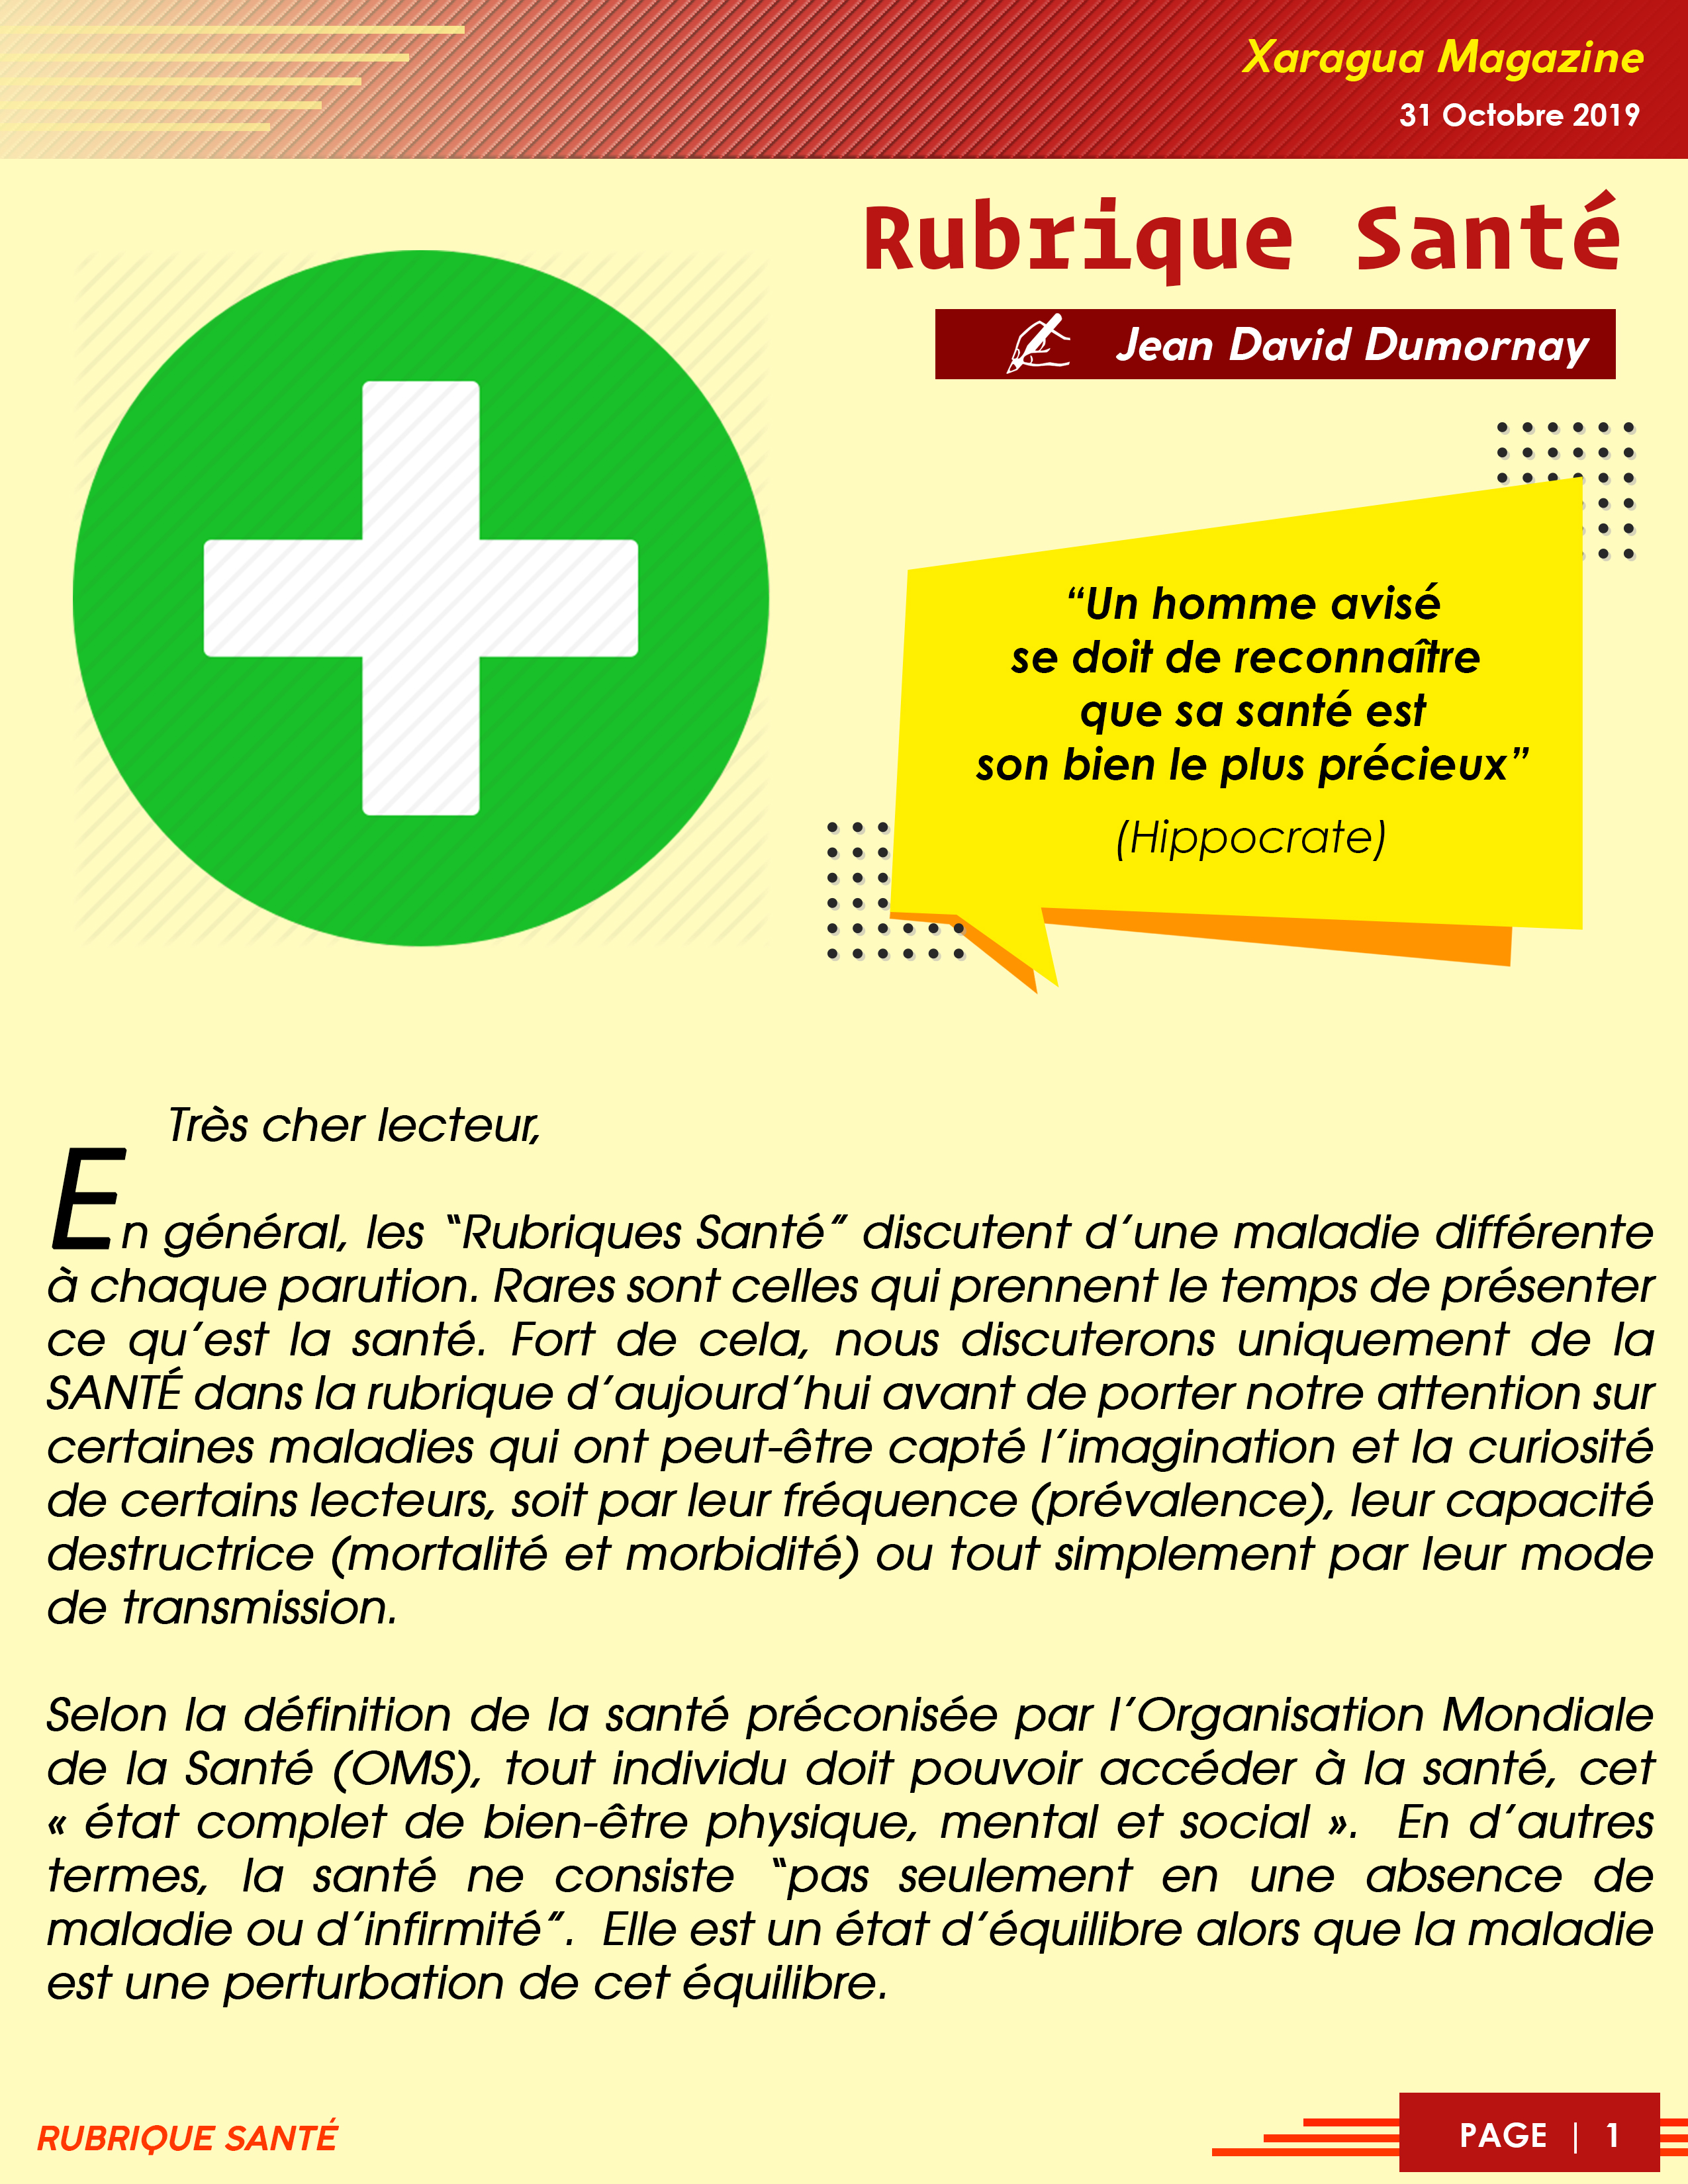 Xaragua Magazine
31 Octobre 2019
Rubrique Santé
Jean David Dumornay
“Un homme avisé
se doit de reconnaître
que sa santé est
son bien le plus précieux”
(Hippocrate)
Très cher lecteur,
En général, les “Rubriques Santé” discutent d’une maladie différente
à chaque parution. Rares sont celles qui prennent le temps de présenter
ce qu’est la santé. Fort de cela, nous discuterons uniquement de la
SANTÉ dans la rubrique d’aujourd’hui avant de porter notre attention sur
certaines maladies qui ont peut-être capté l’imagination et la curiosité
de certains lecteurs, soit par leur fréquence (prévalence), leur capacité
destructrice (mortalité et morbidité) ou tout simplement par leur mode
de transmission.
Selon la définition de la santé préconisée par l’Organisation Mondiale
de la Santé (OMS), tout individu doit pouvoir accéder à la santé, cet
« état complet de bien-être physique, mental et social ». En d’autres
termes, la santé ne consiste “pas seulement en une absence de
maladie ou d’infirmité”. Elle est un état d’équilibre alors que la maladie
est une perturbation de cet équilibre.
RUBRIQUE SANTÉ
PAGE | 1